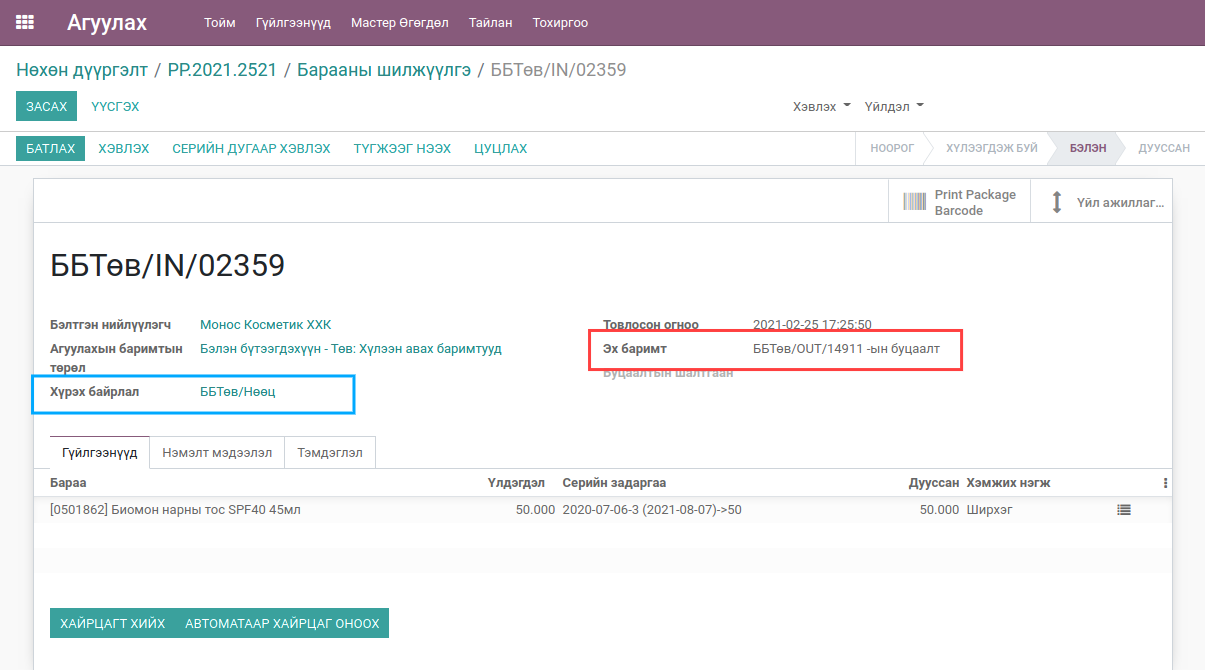 Агуулах Тойм Гүйлгээнүүд Мастер Өгөгдөл Тайлан Тохиргоо
Нөхөн дүүргэлт / PP.2021.2521 / Барааны шилжүүлгэ / ББТөв/IN/02359
ЗАСАХ ҮҮСГЭХ Хэвлэх Үйлдэл
БАТЛАХ ХЭВЛЭХ СЕРИЙН ДУГААР ХЭВЛЭХ ТҮГЖЭЭГ НЭЭХ ЦУЦЛАХ НООРОГ ХҮЛЭЭГДЭЖ БУЙ БЭЛЭН ДУУССАН
Print Package
Barcode
Үйл ажиллаг...
ББТөв/IN/02359
Бэлтгэн нийлүүлэгч Монос Косметик ХХК
Агуулахын баримтын төрөл Бэлэн бүтээгдэхүүн - Төв: Хүлээн авах баримтууд
Хүрэх байрлал ББТөв/Нөөц
Товлосон огноо 2021-02-25 17:25:50
Эх баримт ББТөв/OUT/14911 -ын буцаалт
Буцаалтын шалтгаан
Гүйлгээнүүд Нэмэлт мэдээлэл Тэмдэглэл
Бараа Үлдэгдэл Серийн задаргаа Дууссан Хэмжих нэгж
[0501862] Биомон нарны тос SPF40 45мл 50.000 2020-07-06-3 (2021-08-07)->50 50.000 Ширхэг
ХАЙРЦАГТ ХИЙХ АВТОМАТААР ХАЙРЦАГ ОНООХ